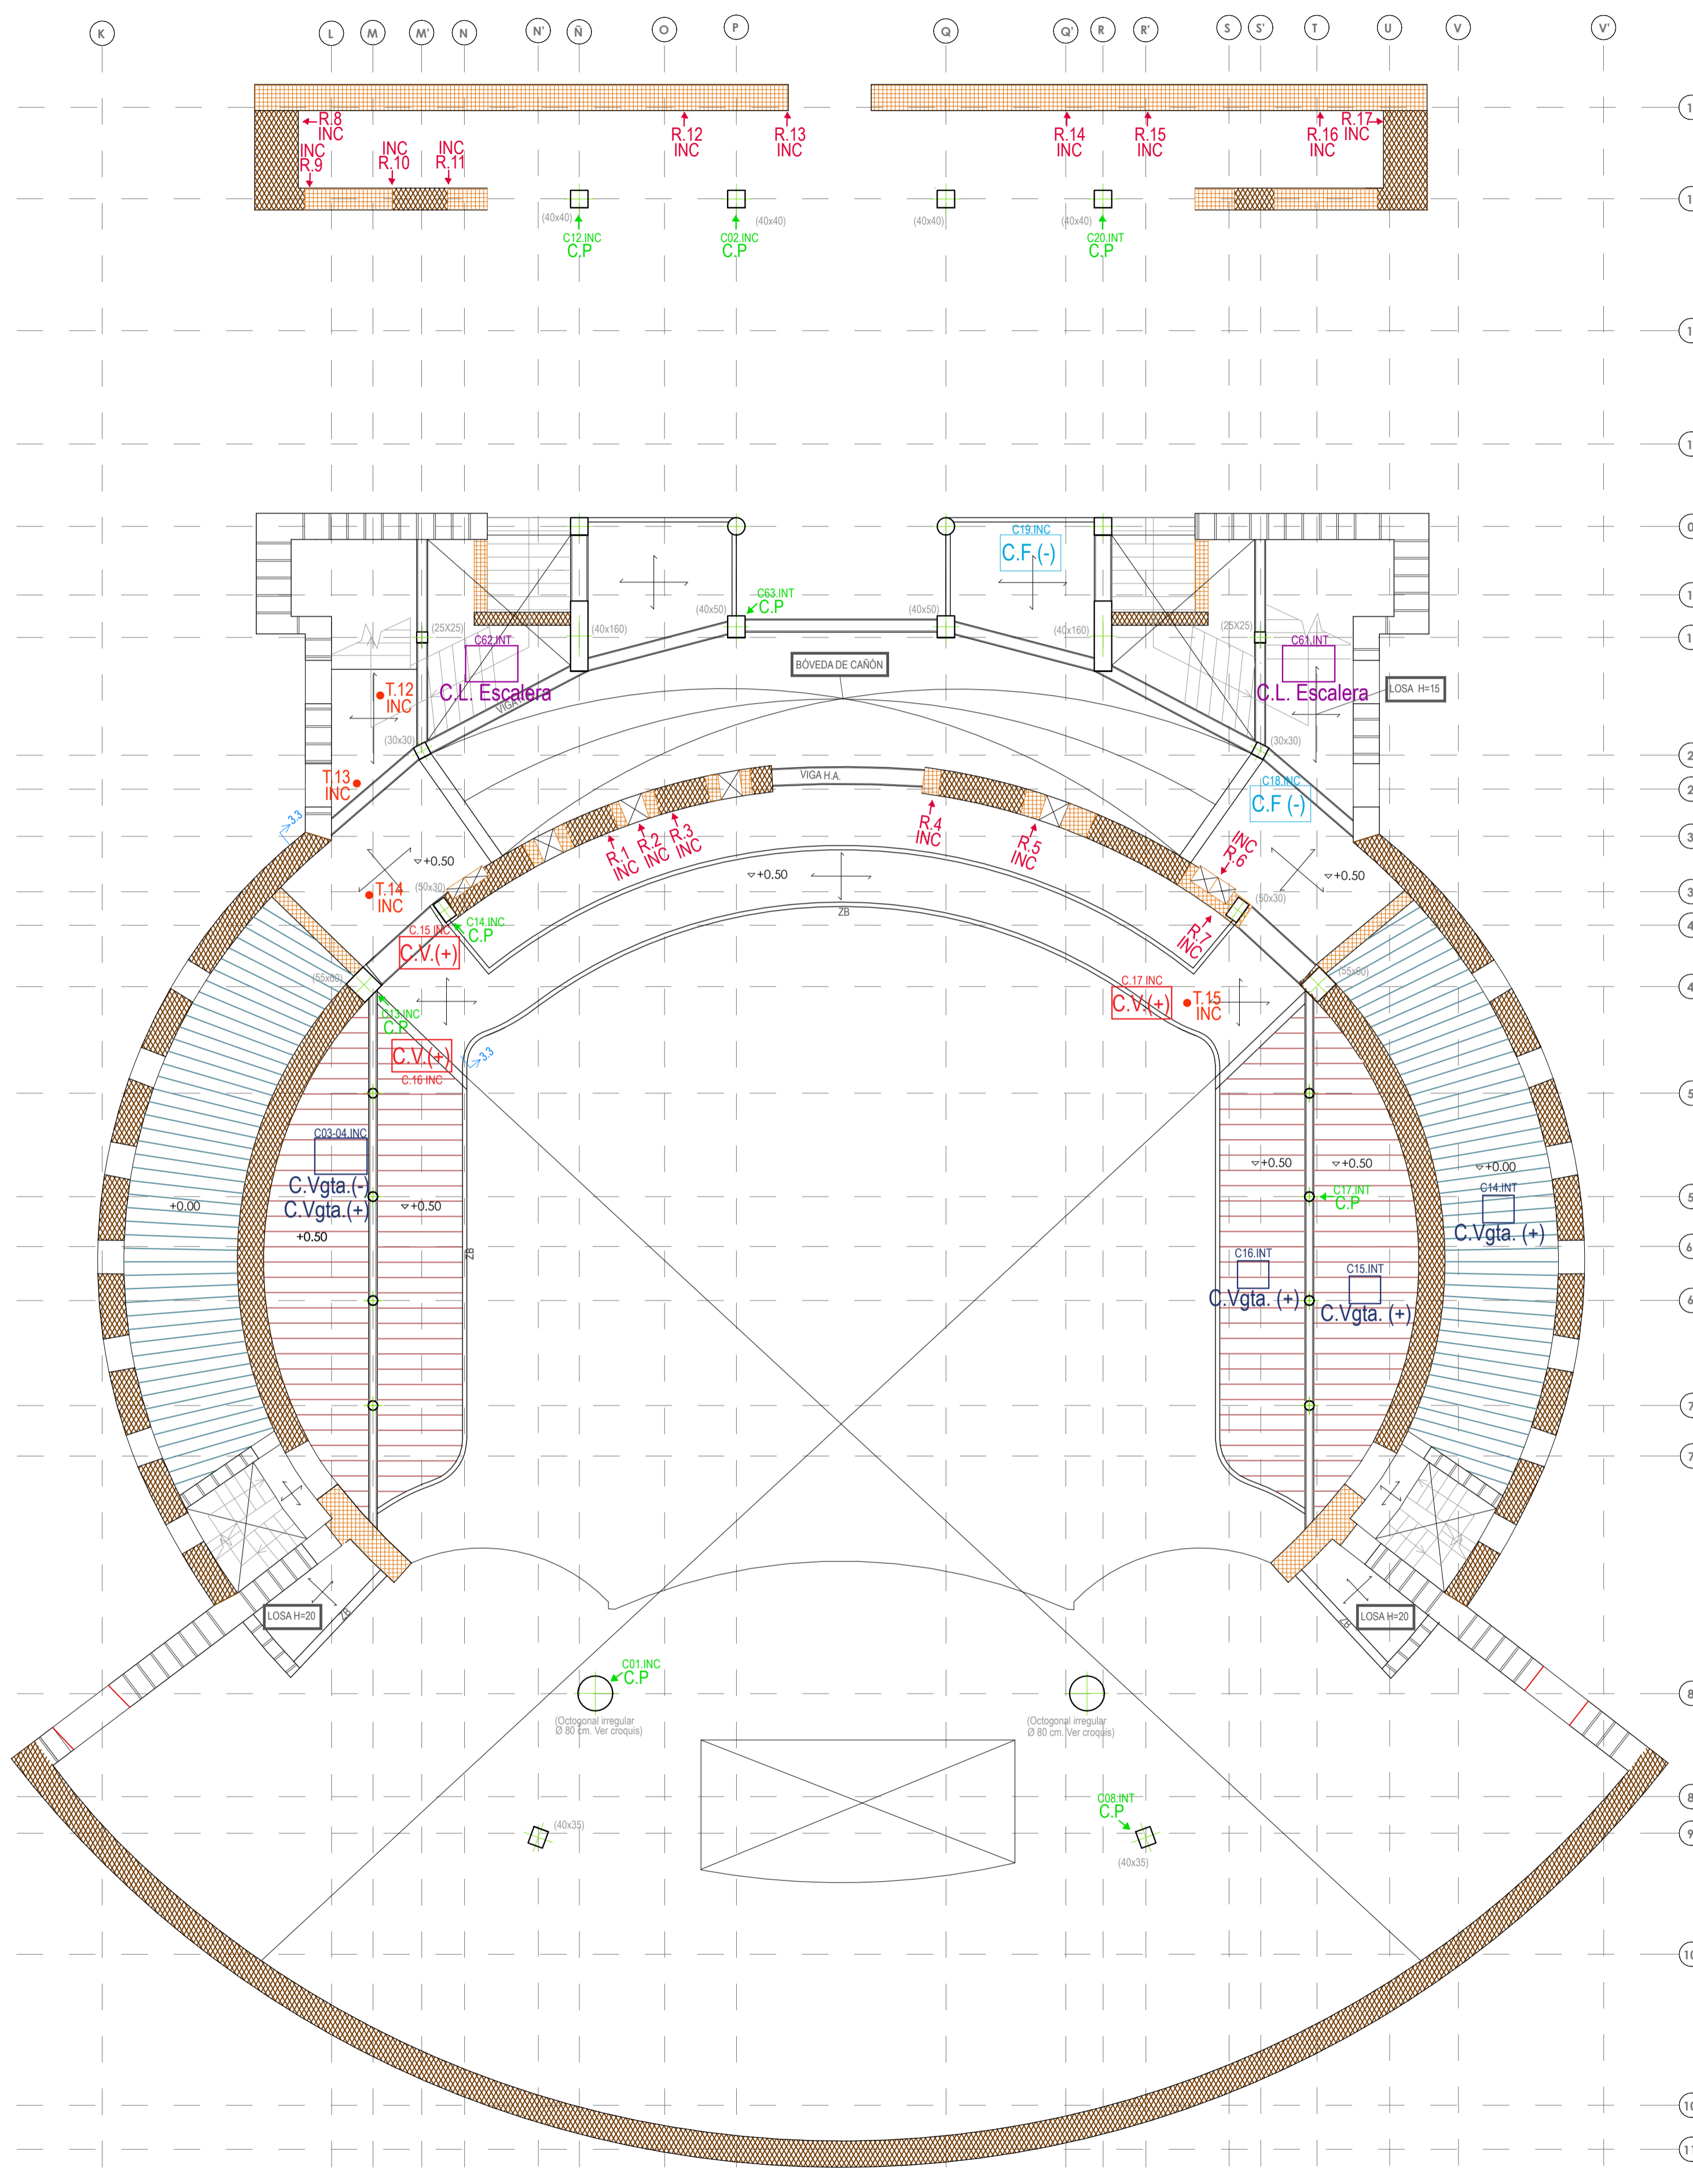 K L M M' N N' Ñ O P Q Q' R R' S S' T U V V'
R.8
INC
INC
R.9
INC
R.10
INC
R.11
R.12
INC
R.13
INC
R.14
INC
R.15
INC
R.16
INC
R.17
INC
(40x40)
C12.INC
C.P
(40x40)
C02.INC
C.P
(40x40)
(40x40)
C20.INT
C.P
0
C19.INC
C.F.(-)
C63.INT
C.P
(40x50)
(40x50)
(40x160)
(40x160)
(25X25)
(25X25)
C62.INT
C.L. Escalera
C61.INT
C.L. Escalera
BÓVEDA DE CAÑÓN
LOSA H=15
T.12
INC
(30x30)
(30x30)
T.13
INC
VIGA H.A.
C18.INC
C.F (-)
3.3
R.1
INC
R.2
INC
R.3
INC
R.4
INC
R.5
INC
INC
R.6
R.7
INC
+0.50
+0.50
+0.50
T.14
INC
(50x30)
(50x30)
ZB
C14.INC
C.P
C.15 INC
C.V.(+)
(55x60)
(55x60)
C13.INC
C.P
C.17 INC
C.V.(+)
T.15
INC
C.V.(+)
C.16 INC
3.3
C03-04.INC
C.Vgta.(-)
C.Vgta.(+)
+0.00
+0.50
+0.50
ZB
+0.50
+0.50
+0.00
C17.INT
C.P
C14.INT
C.Vgta. (+)
C16.INT
C.Vgta. (+)
C15.INT
C.Vgta. (+)
LOSA H=20
ZB
LOSA H=20
ZB
C01.INC
C.P
(Octogonal irregular
Ø 80 cm. Ver croquis)
(Octogonal irregular
Ø 80 cm. Ver croquis)
C08.INT
C.P
(40x35)
(40x35)